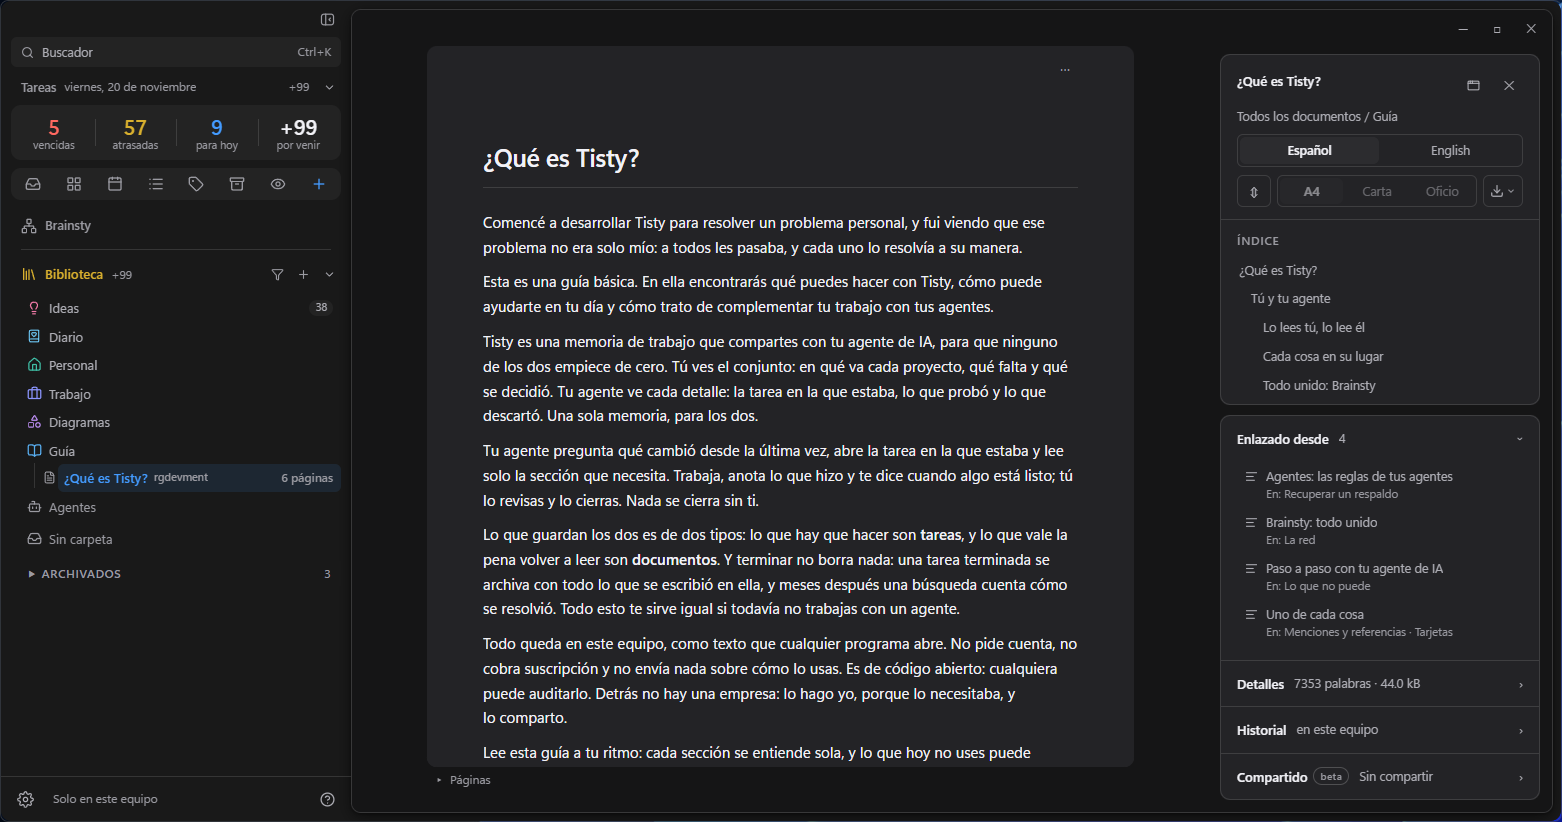 Buscador
Ctrl+K
Tareas viernes, 20 de noviembre
+99
5
vencidas
57
atrasadas
9
para hoy
+99
por venir
Brainsty
Biblioteca +99
Ideas
38
Diario
Personal
Trabajo
Diagramas
Guía
¿Qué es Tisty? rgdevment
6 páginas
Agentes
Sin carpeta
ARCHIVADOS
3
Solo en este equipo
...
¿Qué es Tisty?
Comencé a desarrollar Tisty para resolver un problema personal, y fui viendo que ese
problema no era solo mío: a todos les pasaba, y cada uno lo resolvía a su manera.
Esta es una guía básica. En ella encontrarás qué puedes hacer con Tisty, cómo puede
ayudarte en tu día y cómo trato de complementar tu trabajo con tus agentes.
Tisty es una memoria de trabajo que compartes con tu agente de IA, para que ninguno
de los dos empiece de cero. Tú ves el conjunto: en qué va cada proyecto, qué falta y qué
se decidió. Tu agente ve cada detalle: la tarea en la que estaba, lo que probó y lo que
descartó. Una sola memoria, para los dos.
Tu agente pregunta qué cambió desde la última vez, abre la tarea en la que estaba y lee
solo la sección que necesita. Trabaja, anota lo que hizo y te dice cuando algo está listo; tú
lo revisas y lo cierras. Nada se cierra sin ti.
Lo que guardan los dos es de dos tipos: lo que hay que hacer son tareas, y lo que vale la
pena volver a leer son documentos. Y terminar no borra nada: una tarea terminada se
archiva con todo lo que se escribió en ella, y meses después una búsqueda cuenta cómo
se resolvió. Todo esto te sirve igual si todavía no trabajas con un agente.
Todo queda en este equipo, como texto que cualquier programa abre. No pide cuenta, no
cobra suscripción y no envía nada sobre cómo lo usas. Es de código abierto: cualquiera
puede auditarlo. Detrás no hay una empresa: lo hago yo, porque lo necesitaba, y
lo comparto.
Lee esta guía a tu ritmo: cada sección se entiende sola, y lo que hoy no uses puede
Páginas
¿Qué es Tisty?
Todos los documentos / Guía
Español
English
A4
Carta
Oficio
ÍNDICE
¿Qué es Tisty?
Tú y tu agente
Lo lees tú, lo lee él
Cada cosa en su lugar
Todo unido: Brainsty
Enlazado desde 4
Agentes: las reglas de tus agentes
En: Recuperar un respaldo
Brainsty: todo unido
En: La red
Paso a paso con tu agente de IA
En: Lo que no puede
Uno de cada cosa
En: Menciones y referencias · Tarjetas
Detalles 7353 palabras · 44.0 kB
Historial en este equipo
Compartido beta Sin compartir